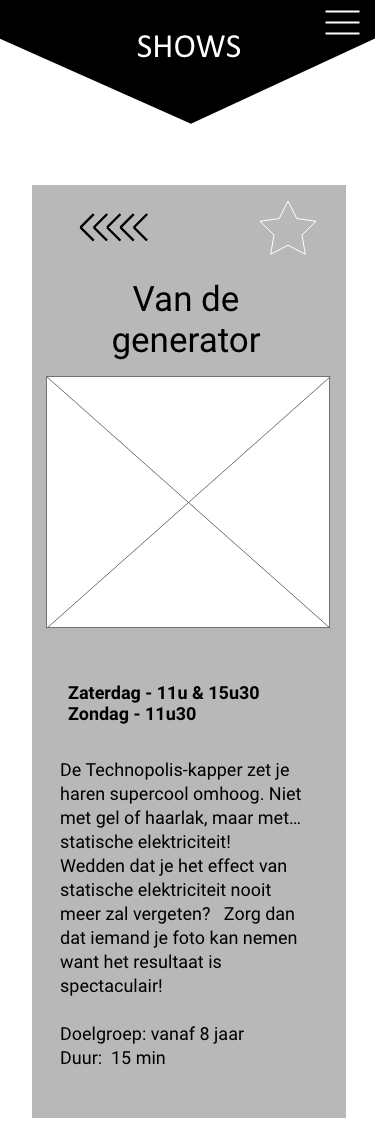 SHOWS
Van de
generator
Zaterdag - 11u & 15u30
Zondag - 11u30
De Technopolis-kapper zet je
haren supercool omhoog. Niet
met gel of haarlak, maar met…
statische elektriciteit!
Wedden dat je het effect van
statische elektriciteit nooit
meer zal vergeten?   Zorg dan
dat iemand je foto kan nemen
want het resultaat is
spectaculair!
Doelgroep: vanaf 8 jaar
Duur:  15 min